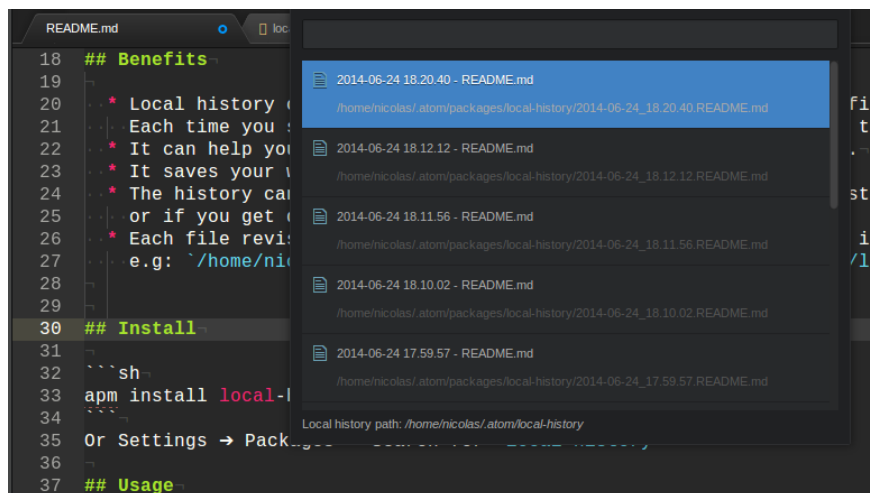 README.md
loc
18 ## Benefits
19
20 * Local history
21 Each time you
22 * It can help you
23 * It saves your
24 * The history can
25 or if you get
26 * Each file revi
27 e.g: `/home/nic
28
29
30 ## Install
31
32 ```sh
33 apm install local-
34 ```
35 Or Settings ➔ Pack
36
37 ## Usage
2014-06-24 18.20.40 - README.md
/home/nicolas/.atom/packages/local-history/2014-06-24_18.20.40.README.md
2014-06-24 18.12.12 - README.md
/home/nicolas/.atom/packages/local-history/2014-06-24_18.12.12.README.md
2014-06-24 18.11.56 - README.md
/home/nicolas/.atom/packages/local-history/2014-06-24_18.11.56.README.md
2014-06-24 18.10.02 - README.md
/home/nicolas/.atom/packages/local-history/2014-06-24_18.10.02.README.md
2014-06-24 17.59.57 - README.md
/home/nicolas/.atom/packages/local-history/2014-06-24_17.59.57.README.md
Local history path: /home/nicolas/.atom/local-history
fi
t
.
st
i
/l